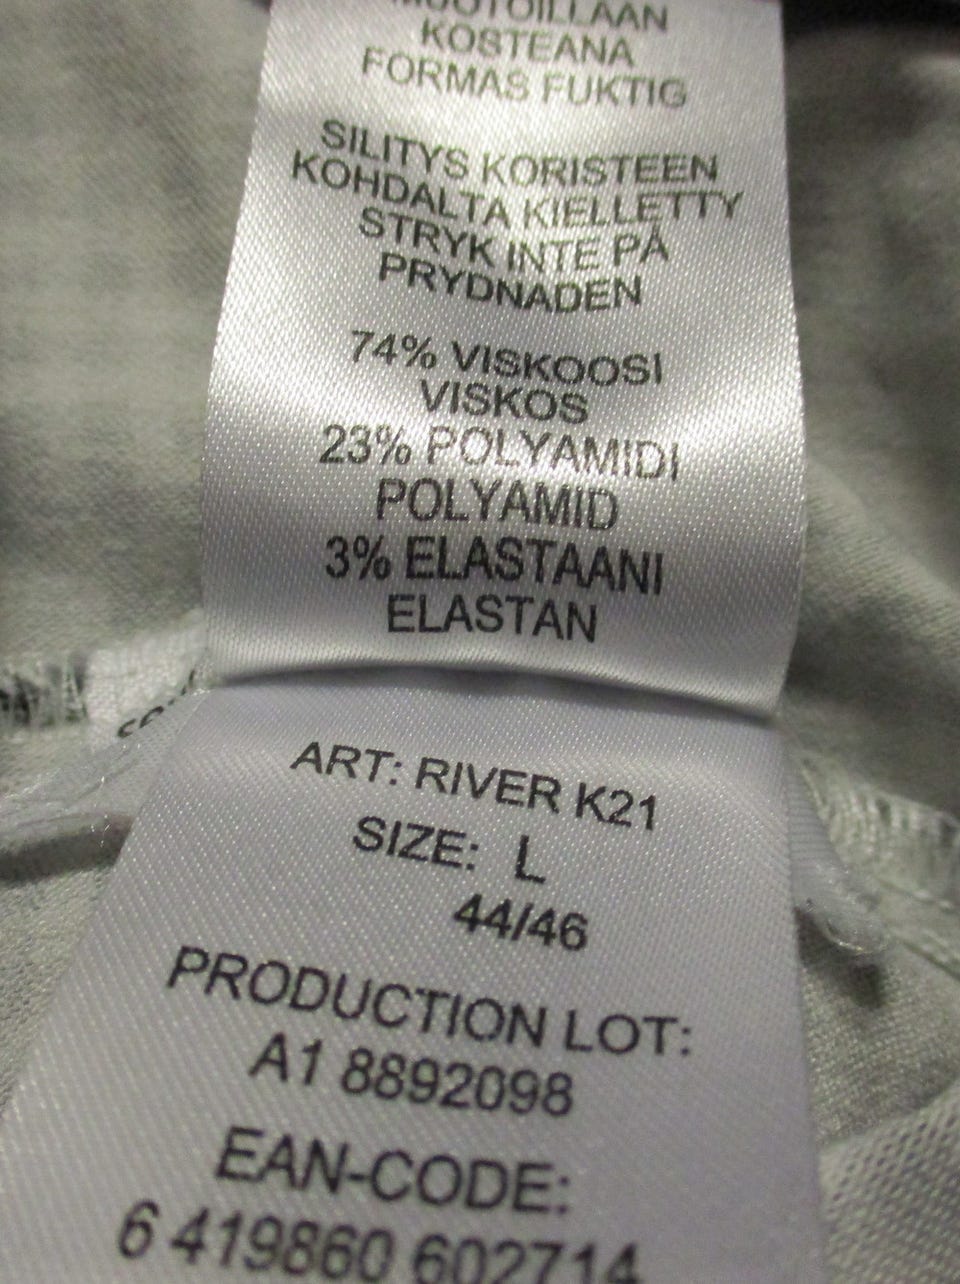 MUOTOILLAAN
KOSTEANA
FORMAS FUKTIG
SILITYS KORISTEEN
KOHDALTA KIELLETTY
STRYK INTE PÅ
PRYDNADEN
74% VISKOOSI
VISKOS
23% POLYAMIDI
POLYAMID
3% ELASTAANI
ELASTAN
ART: RIVER K21
SIZE: L
44/46
PRODUCTION LOT:
A1 8892098
EAN-CODE:
6 419860 602714